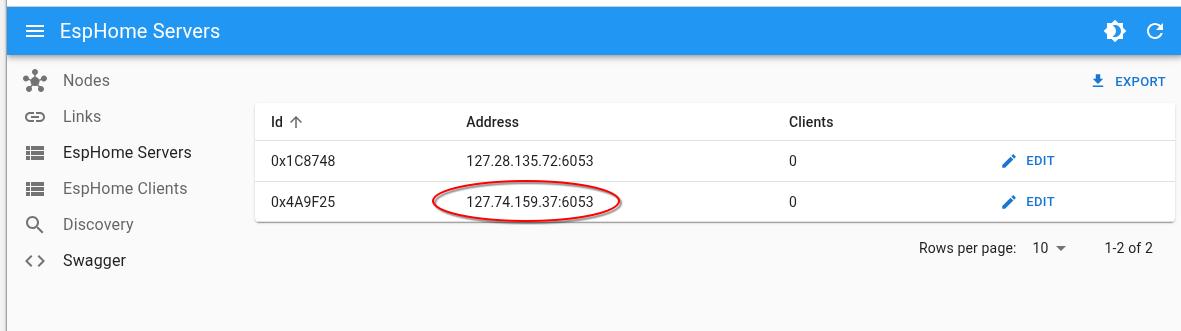 EspHome Servers
Nodes
Links
EspHome Servers
EspHome Clients
Discovery
Swagger
EXPORT
Id Address Clients
0x1C8748 127.28.135.72:6053 0 EDIT
0x4A9F25 127.74.159.37:6053 0 EDIT
Rows per page: 10 1-2 of 2